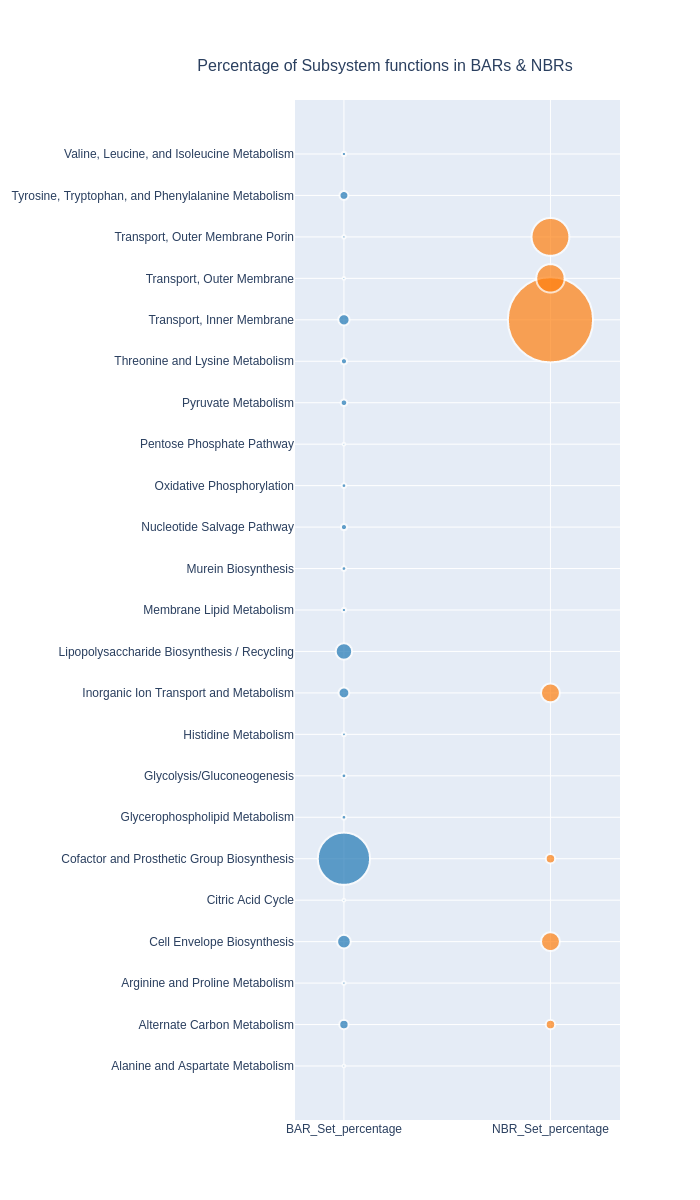 Percentage of Subsystem functions in BARs & NBRs
Valine, Leucine, and Isoleucine Metabolism
Tyrosine, Tryptophan, and Phenylalanine Metabolism
Transport, Outer Membrane Porin
Transport, Outer Membrane
Transport, Inner Membrane
Threonine and Lysine Metabolism
Pyruvate Metabolism
Pentose Phosphate Pathway
Oxidative Phosphorylation
Nucleotide Salvage Pathway
Murein Biosynthesis
Membrane Lipid Metabolism
Lipopolysaccharide Biosynthesis / Recycling
Inorganic Ion Transport and Metabolism
Histidine Metabolism
Glycolysis/Gluconeogenesis
Glycerophospholipid Metabolism
Cofactor and Prosthetic Group Biosynthesis
Citric Acid Cycle
Cell Envelope Biosynthesis
Arginine and Proline Metabolism
Alternate Carbon Metabolism
Alanine and Aspartate Metabolism
BAR_Set_percentage NBR_Set_percentage